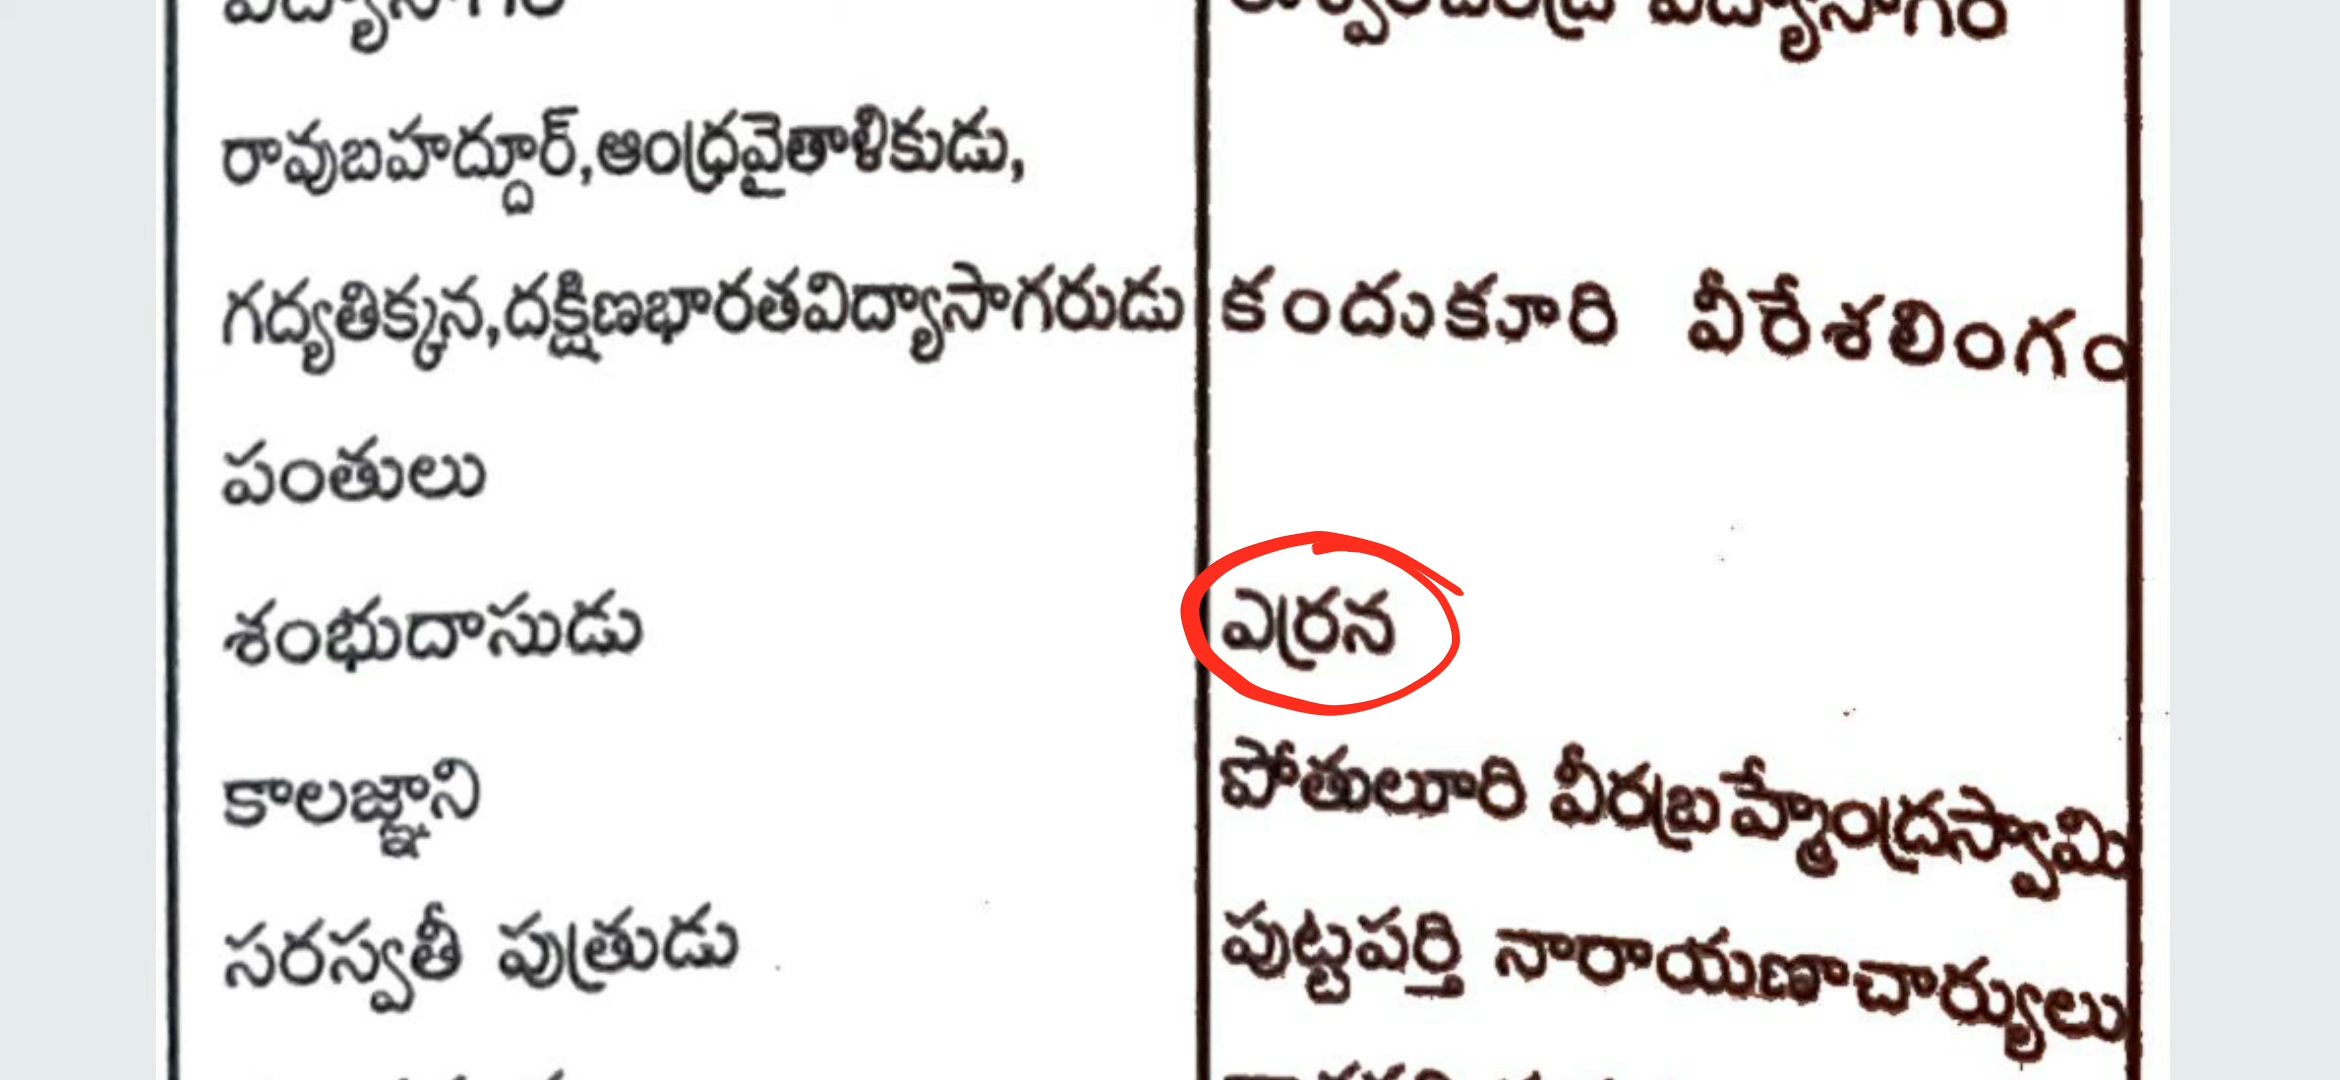 రావుబహద్దూర్,ఆంధ్రవైతాళికుడు,
గద్యతిక్కన,దక్షిణభారతవిద్యాసాగరుడు కందుకూరి వీరేశలింగం
పంతులు
శంభుదాసుడు ఎర్రన
కాలజ్ఞాని పోతులూరి వీరబ్రహ్మేంద్రస్వామి
సరస్వతీ పుత్రుడు పుట్టపర్తి నారాయణాచార్యులు